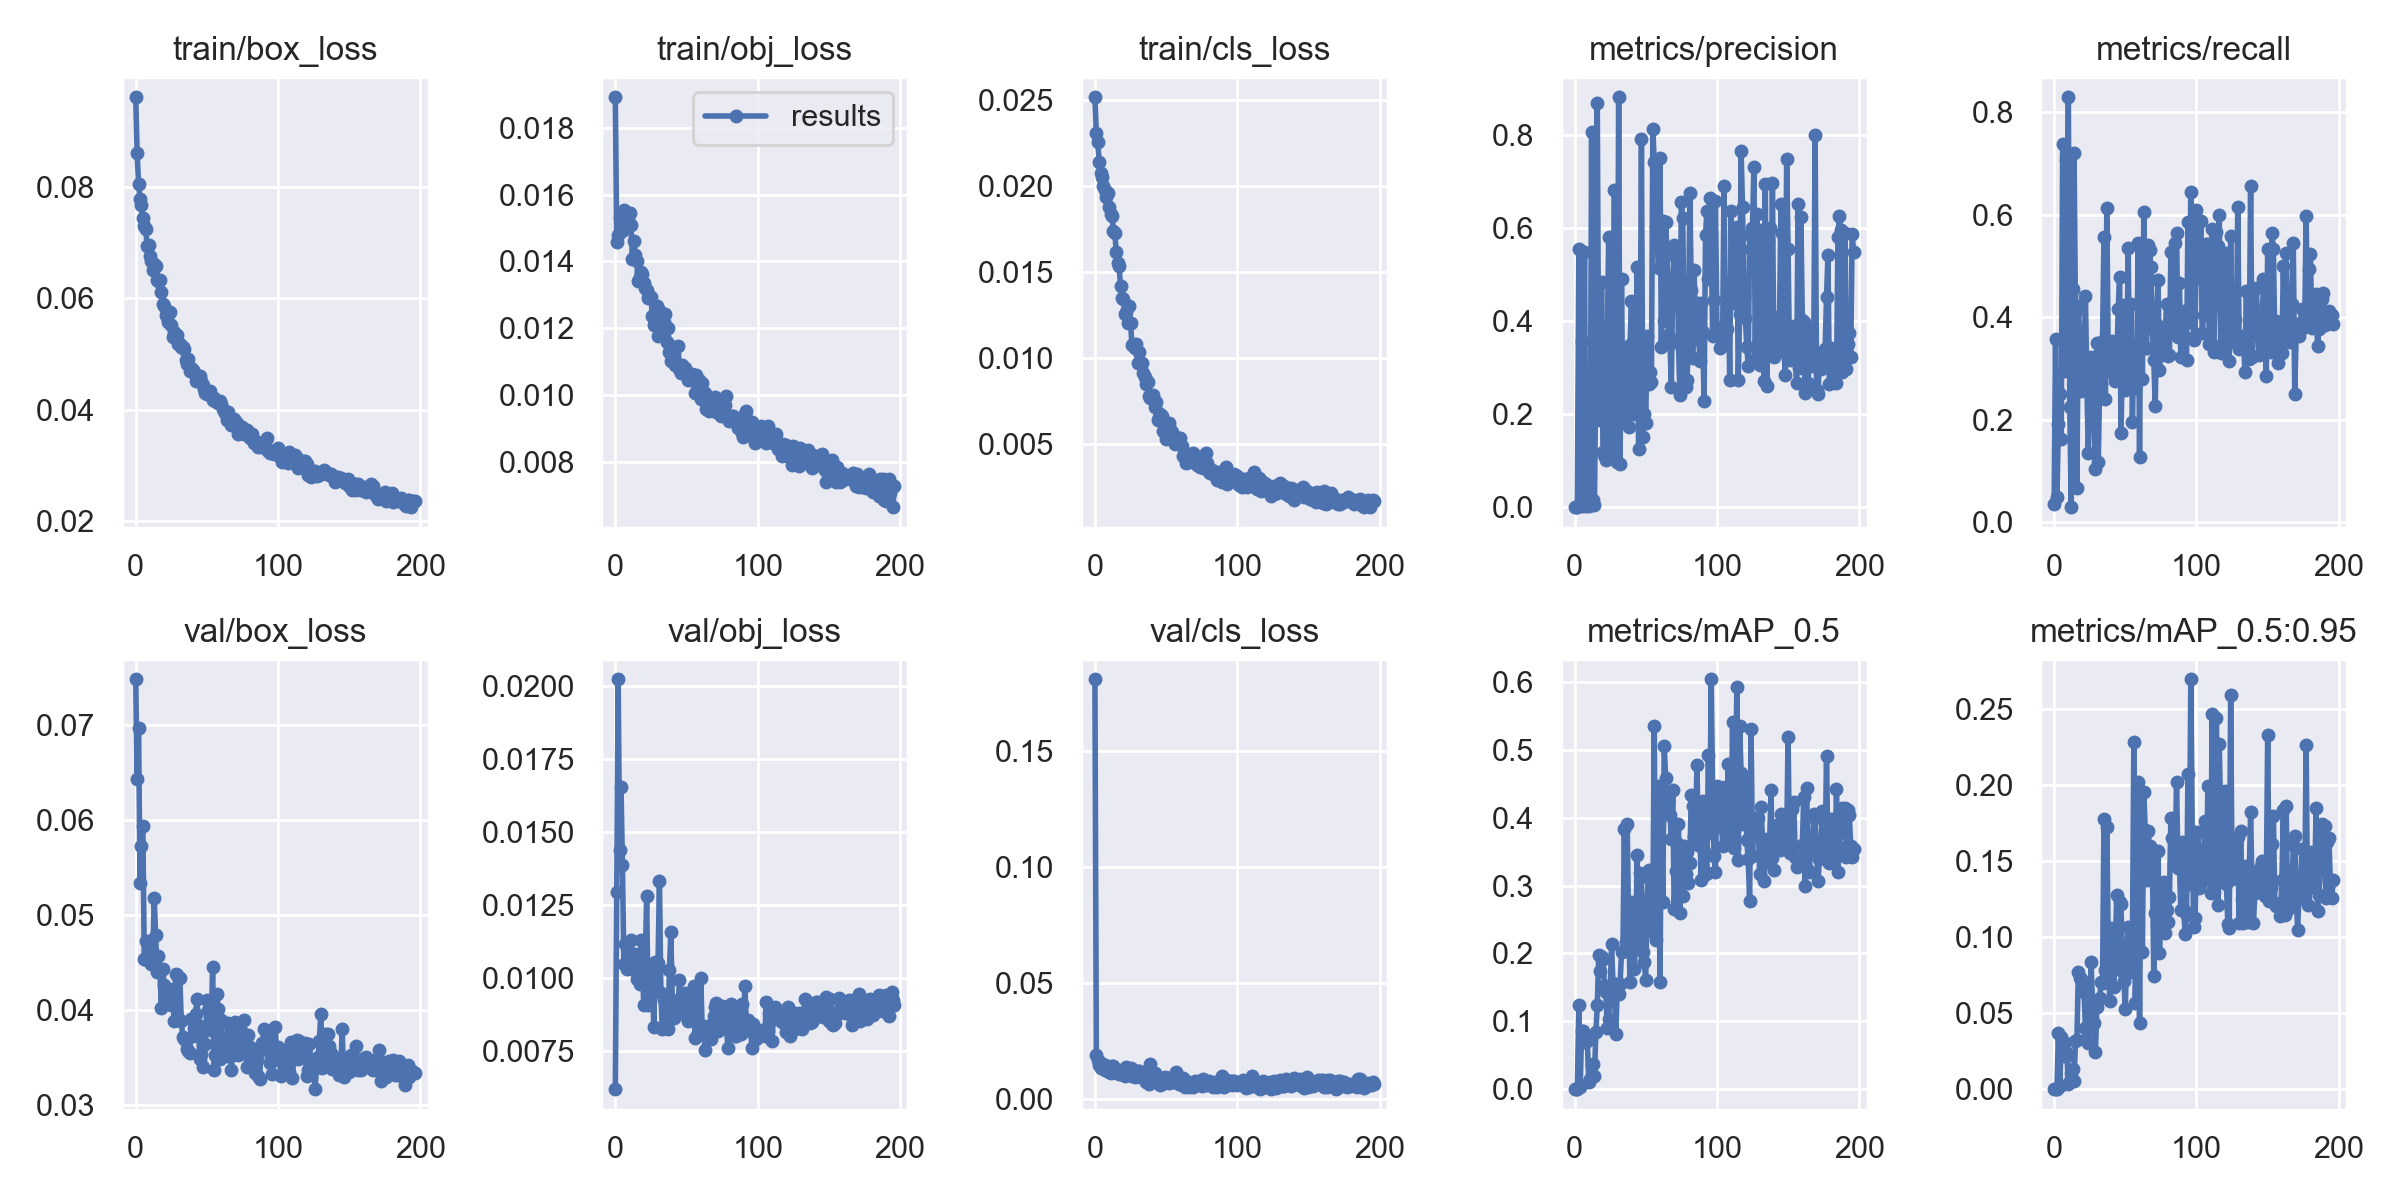 train/box_loss
0.08
0.06
0.04
0.02
0 100 200
train/obj_loss
results
0.018
0.016
0.014
0.012
0.010
0.008
0 100 200
train/cls_loss
0.025
0.020
0.015
0.010
0.005
0 100 200
metrics/precision
0.8
0.6
0.4
0.2
0.0
0 100 200
metrics/recall
0.8
0.6
0.4
0.2
0.0
0 100 200
val/box_loss
0.07
0.06
0.05
0.04
0.03
0 100 200
val/obj_loss
0.0200
0.0175
0.0150
0.0125
0.0100
0.0075
0 100 200
val/cls_loss
0.15
0.10
0.05
0.00
0 100 200
metrics/mAP_0.5
0.6
0.5
0.4
0.3
0.2
0.1
0.0
0 100 200
metrics/mAP_0.5:0.95
0.25
0.20
0.15
0.10
0.05
0.00
0 100 200